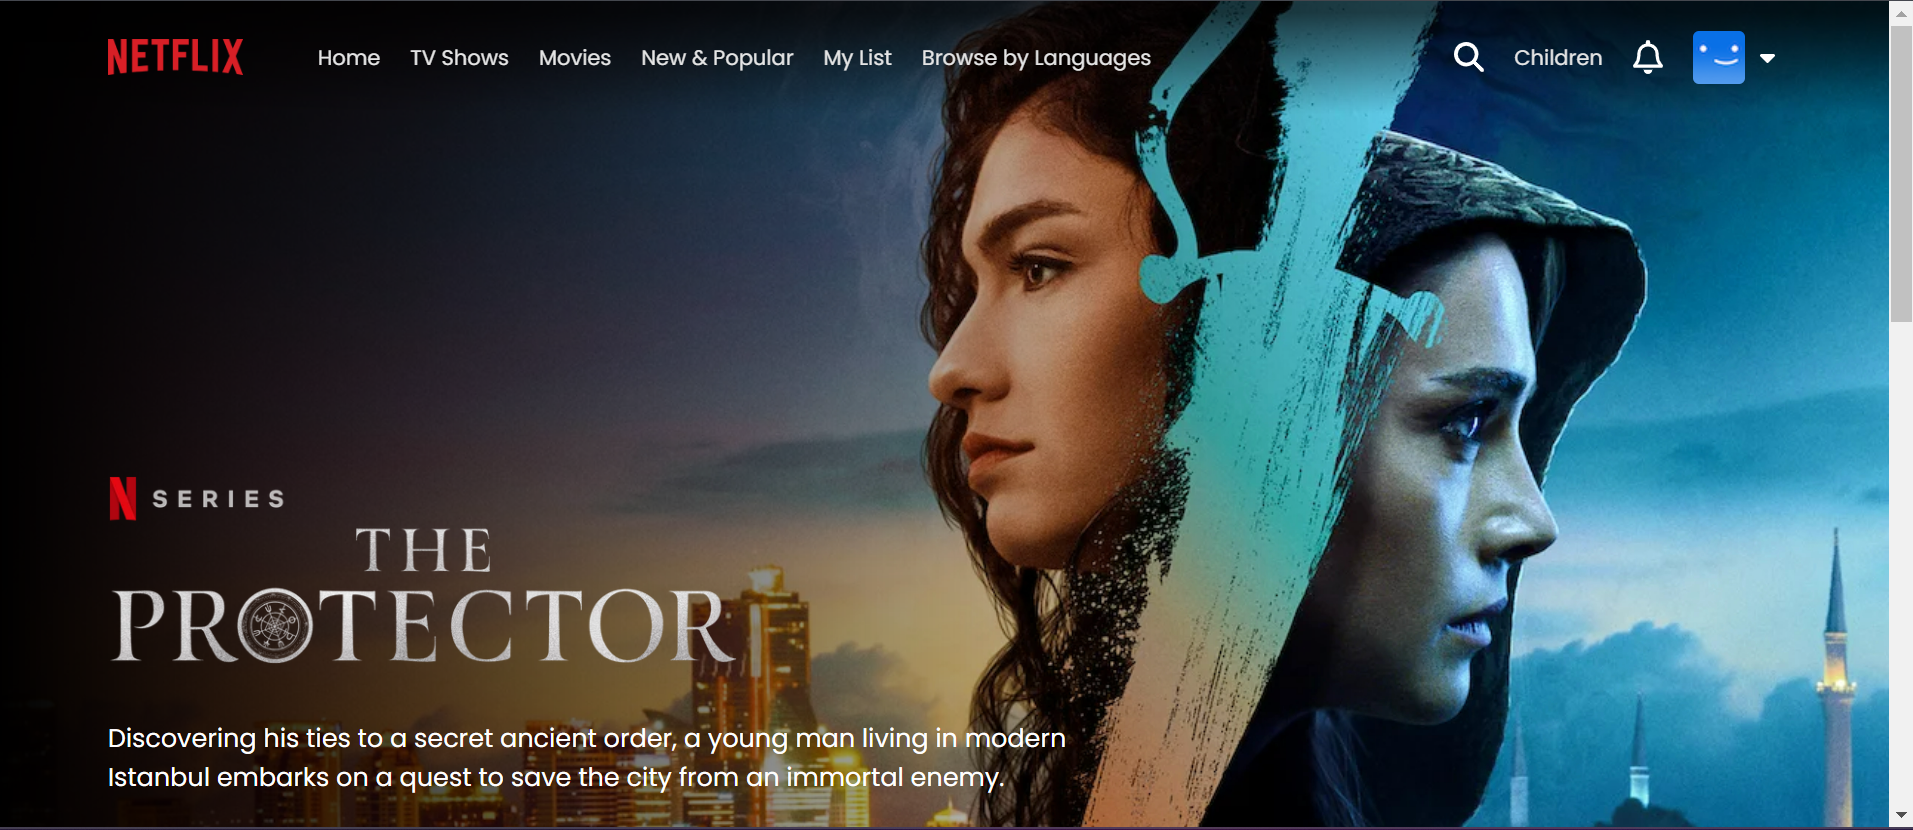 NETFLIX Home TV Shows Movies New & Popular My List Browse by Languages Children
N SERIES
THE
PROTECTOR
Discovering his ties to a secret ancient order, a young man living in modern
Istanbul embarks on a quest to save the city from an immortal enemy.